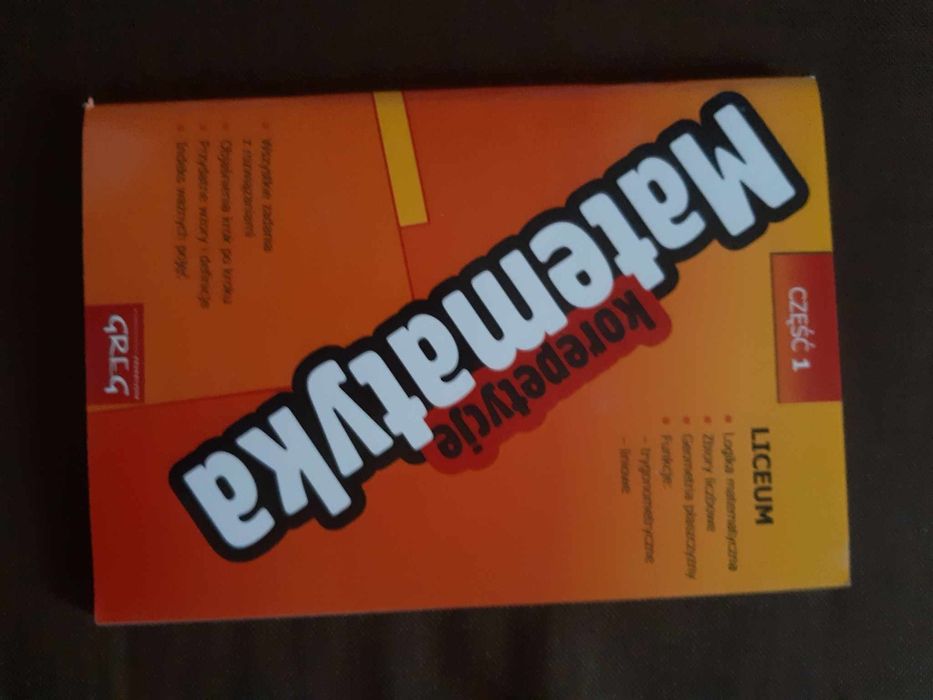 CZĘŚĆ 1
LICEUM
• Logika matematyczna
• Zbiory liczbowe
• Geometria płaszczyzny
• Funkcje:
– trygonometryczne
– liniowe
Matematyka
korepetycje
• Wszystkie zadania
z rozwiązaniami
• Objaśnienia krok po kroku
• Przydatne wzory i definicje
• Indeks ważnych pojęć
GREG